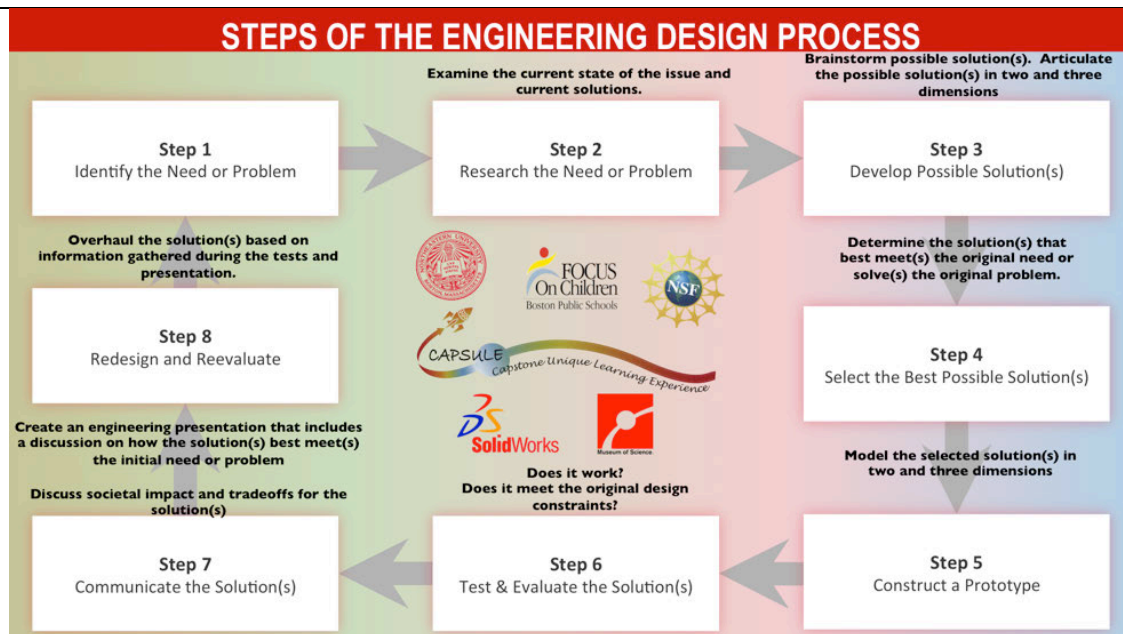 STEPS OF THE ENGINEERING DESIGN PROCESS
Examine the current state of the issue and
current solutions.
Brainstorm possible solution(s).  Articulate
the possible solution(s) in two and three
dimensions
Step 1
Identify the Need or Problem
Step 2
Research the Need or Problem
Step 3
Develop Possible Solution(s)
Determine the solution(s) that
best meet(s) the original need or
solve(s) the original problem.
Step 4
Select the Best Possible Solution(s)
Model the selected solution(s) in
two and three dimensions
Step 5
Construct a Prototype
Does it work?
Does it meet the original design
constraints?
Step 6
Test & Evaluate the Solution(s)
Step 7
Communicate the Solution(s)
Create an engineering presentation that includes
a discussion on how the solution(s) best meet(s)
the initial need or problem
Discuss societal impact and tradeoffs for the
solution(s)
Step 8
Redesign and Reevaluate
Overhaul the solution(s) based on
information gathered during the tests and
presentation.
FOCUS
On Children
Boston Public Schools
NSF
CAPSULE
Capstone Unique Learning Experience
SolidWorks
Museum of Science